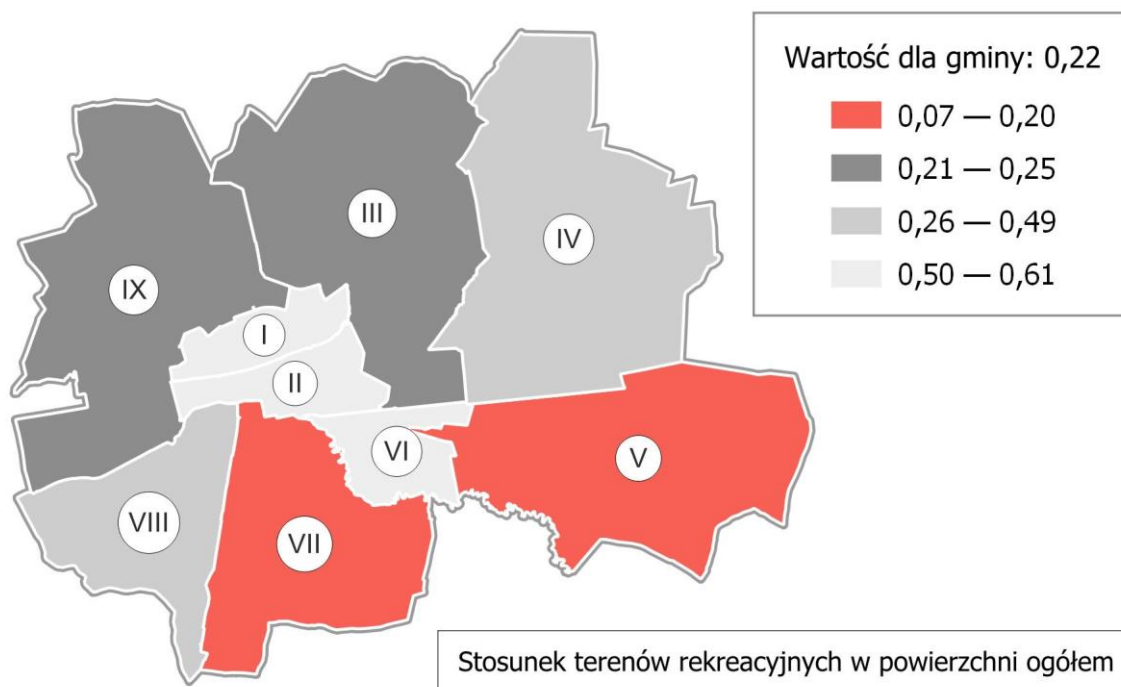 Wartość dla gminy: 0,22
0,07 — 0,20
0,21 — 0,25
0,26 — 0,49
0,50 — 0,61
IV
III
IX
I
II
VI
V
VIII
VII
Stosunek terenów rekreacyjnych w powierzchni ogółem